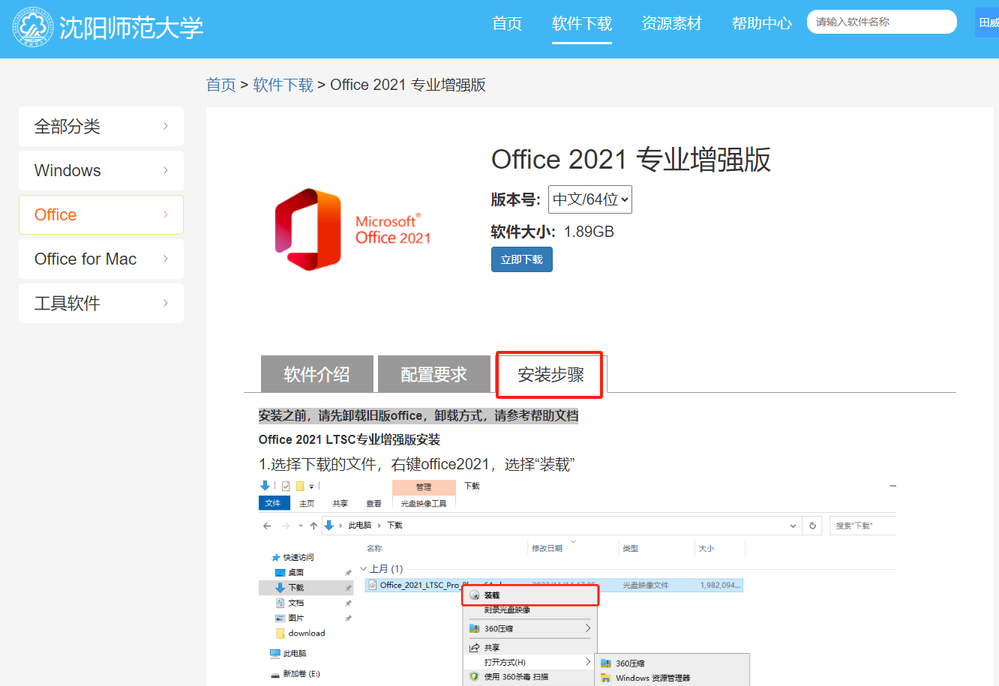 沈阳师范大学
首页 软件下载 资源素材 帮助中心 请输入软件名称 田威
首页 > 软件下载 > Office 2021 专业增强版
全部分类
Windows
Office
Office for Mac
工具软件
Microsoft®
Office 2021
Office 2021 专业增强版
版本号: 中文/64位
软件大小: 1.89GB
立即下载
软件介绍 配置要求 安装步骤
安装之前，请先卸载旧版office，卸载方式，请参考帮助文档
Office 2021 LTSC专业增强版安装
1.选择下载的文件，右键office2021，选择“装载”
管理 下载
文件 主页 共享 查看 光盘映像工具
此电脑 › 下载 搜索"下载"
名称 修改日期 类型 大小
快速访问
桌面
下载
文档
图片
download
此电脑
新加卷 (E:)
上月 (1)
Office_2021_LTSC_Pro_ 光盘映像文件 1,982,094...
装载
刻录光盘映像
360压缩
共享
打开方式(H)
使用 360杀毒 扫描
360压缩
Windows 资源管理器